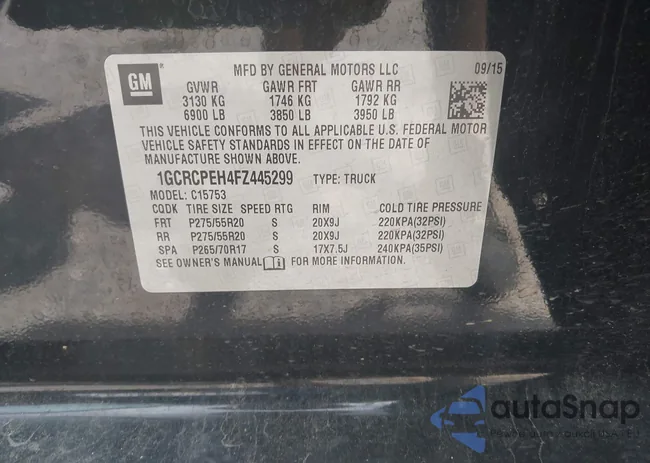 GM
MFD BY GENERAL MOTORS LLC 09/15
GVWR GAWR FRT GAWR RR
3130 KG 1746 KG 1792 KG
6900 LB 3850 LB 3950 LB
THIS VEHICLE CONFORMS TO ALL APPLICABLE U.S. FEDERAL MOTOR
VEHICLE SAFETY STANDARDS IN EFFECT ON THE DATE OF
MANUFACTURE SHOWN ABOVE.
1GCRCPEH4FZ445299 TYPE: TRUCK
MODEL: C15753
CQDK TIRE SIZE SPEED RTG RIM COLD TIRE PRESSURE
FRT P275/55R20 S 20X9J 220KPA(32PSI)
RR P275/55R20 S 20X9J 220KPA(32PSI)
SPA P265/70R17 S 17X7.5J 240KPA(35PSI)
SEE OWNER'S MANUAL FOR MORE INFORMATION.
autoSnap